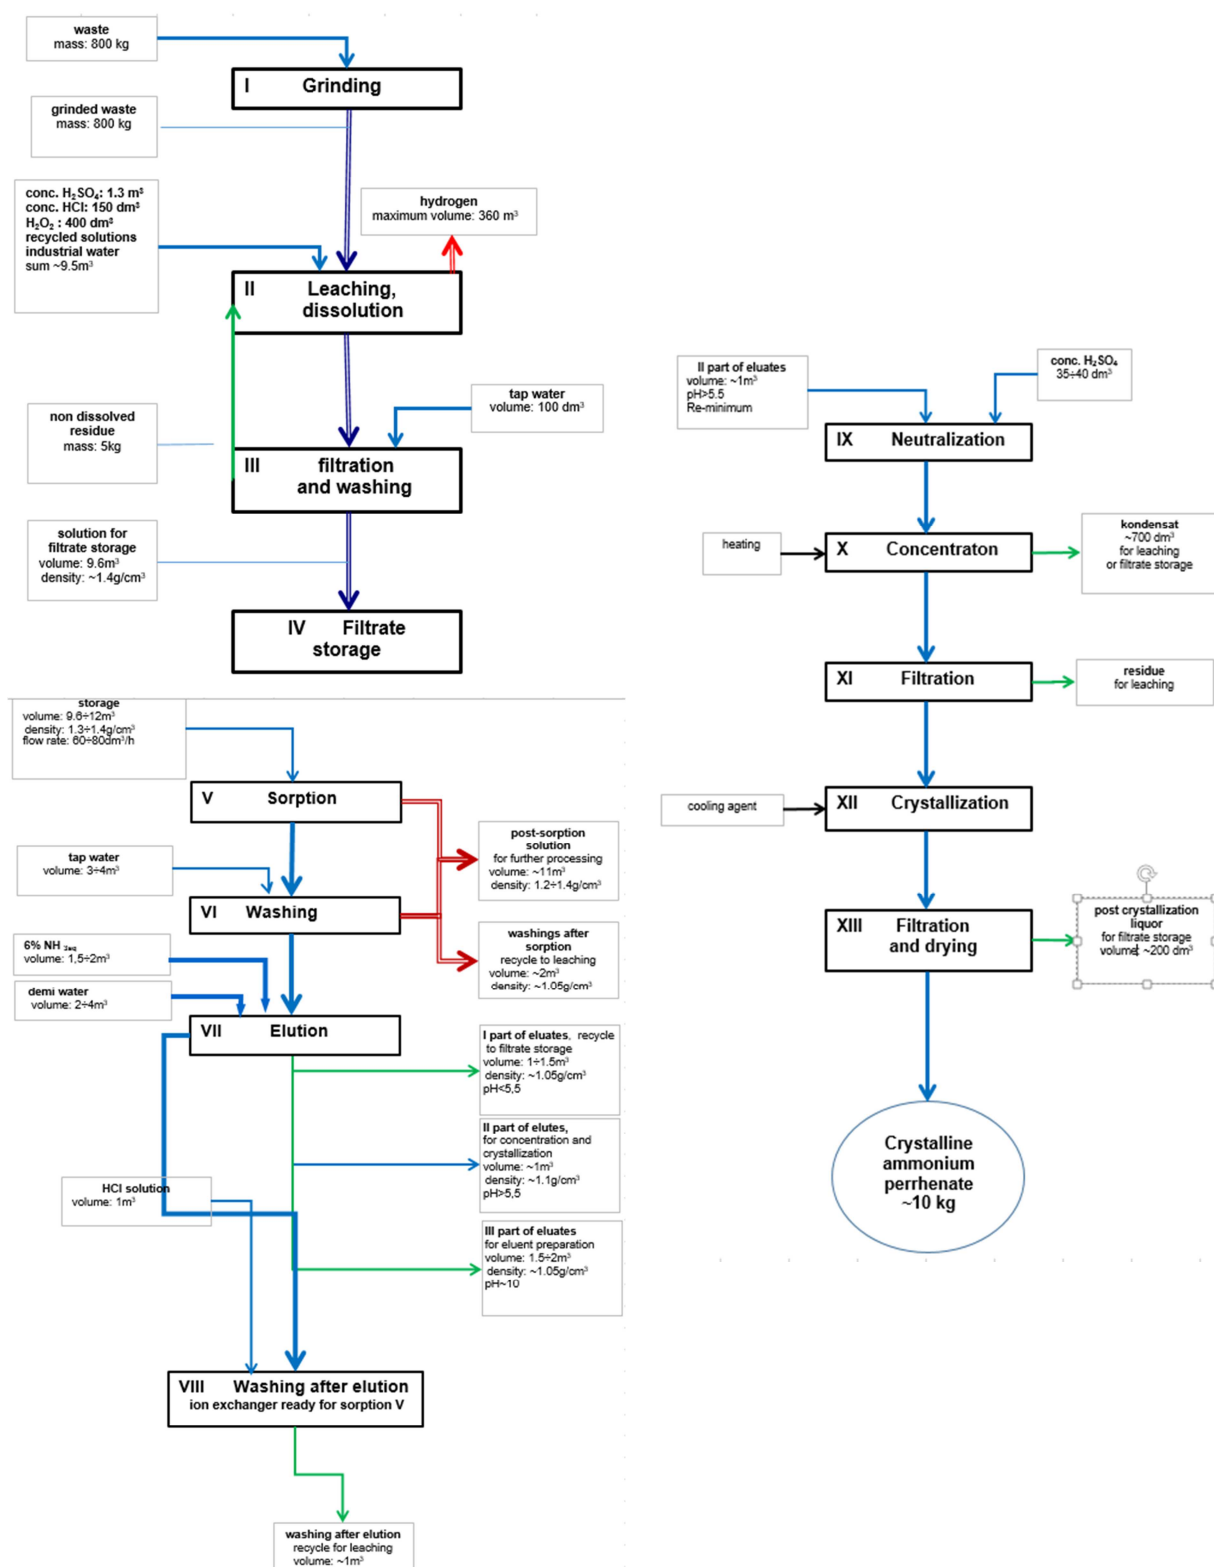 waste
mass: 800 kg
I Grinding
grinded waste
mass: 800 kg
conc. H₂SO₄: 1.3 m³
conc. HCl: 150 dm³
H₂O₂ : 400 dm³
recycled solutions
industrial water
sum ~9.5m³
hydrogen
maximum volume: 360 m³
II Leaching,
dissolution
tap water
volume: 100 dm³
non dissolved
residue
mass: 5kg
III filtration
and washing
solution for
filtrate storage
volume: 9.6m³
density: ~1.4g/cm³
IV Filtrate
storage
storage
volume: 9.6÷12m³
density: 1.3÷1.4g/cm³
flow rate: 60÷80dm³/h
V Sorption
tap water
volume: 3÷4m³
post-sorption
solution
for further processing
volume: ~11m³
density: 1.2÷1.4g/cm³
VI Washing
washings after
sorption
recycle to leaching
volume: ~2m³
density: ~1.05g/cm³
6% NH ₃ₐq
volume: 1,5÷2m³
demi water
volume: 2÷4m³
VII Elution
I part of eluates, recycle
to filtrate storage
volume: 1÷1.5m³
density: ~1.05g/cm³
pH<5,5
II part of elutes,
for concentration and
crystallization
volume: ~1m³
density: ~1.1g/cm³
pH>5,5
HCl solution
volume: 1m³
III part of eluates
for eluent preparation
volume: 1.5÷2m³
density: ~1.05g/cm³
pH~10
VIII Washing after elution
ion exchanger ready for sorption V
washing after elution
recycle for leaching
volume: ~1m³
II part of eluates
volume: ~1m³
pH>5.5
Re-minimum
conc. H₂SO₄
35÷40 dm³
IX Neutralization
heating
X Concentraton
kondensat
~700 dm³
for leaching
or filtrate storage
XI Filtration
residue
for leaching
cooling agent
XII Crystallization
XIII Filtration
and drying
post crystallization
liquor
for filtrate storage
volume: ~200 dm³
Crystalline
ammonium
perrhenate
~10 kg